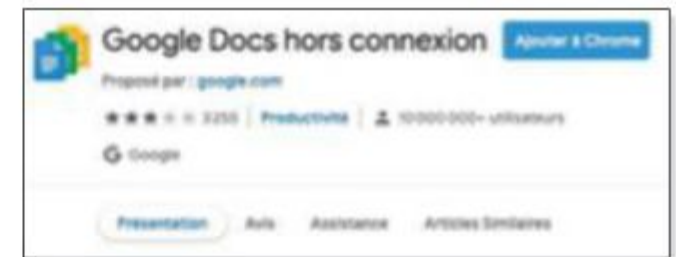 Google Docs hors connexion Ajouter à Chrome
Proposé par : google.com
3255 Productivité 10 000 000+ utilisateurs
Google
Présentation Avis Assistance Articles Similaires